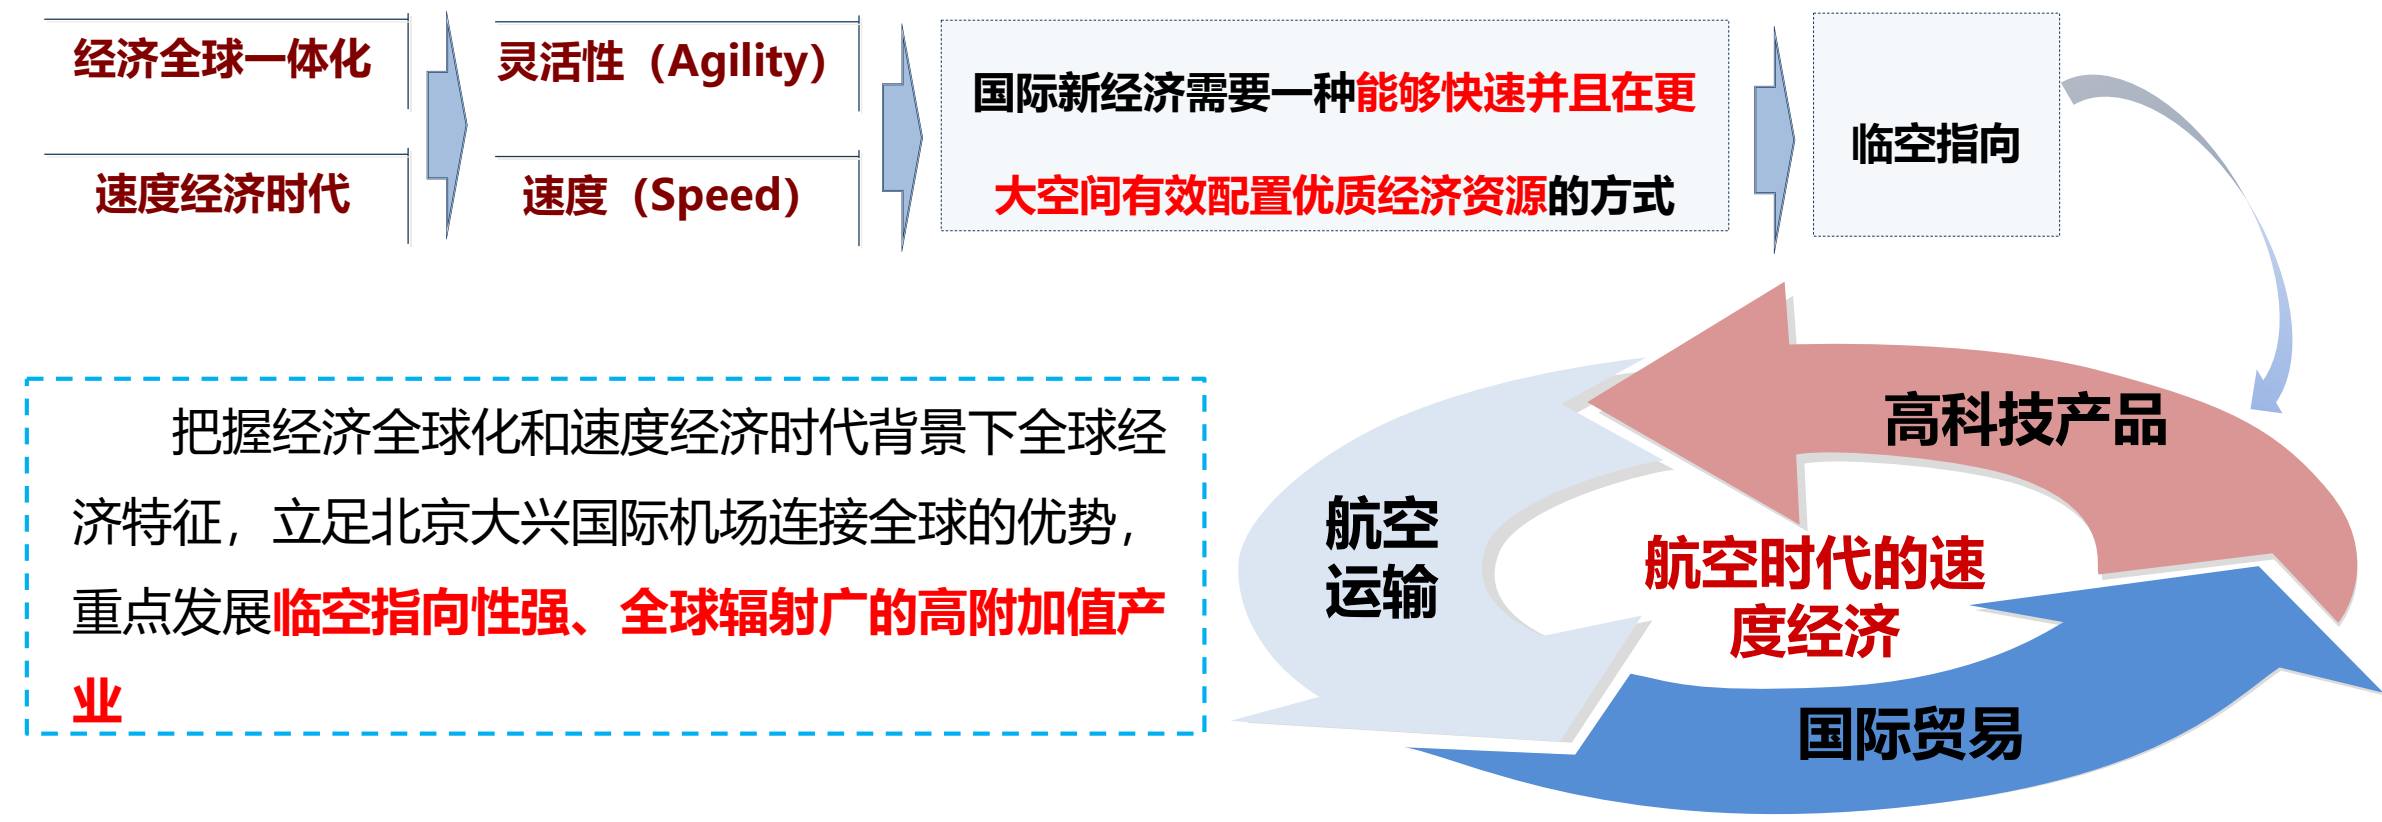 经济全球一体化
速度经济时代
灵活性（Agility）
速度（Speed）
国际新经济需要一种能够快速并且在更
大空间有效配置优质经济资源的方式
临空指向
把握经济全球化和速度经济时代背景下全球经
济特征，立足北京大兴国际机场连接全球的优势，
重点发展临空指向性强、全球辐射广的高附加值产
业
高科技产品
航空
运输
航空时代的速
度经济
国际贸易